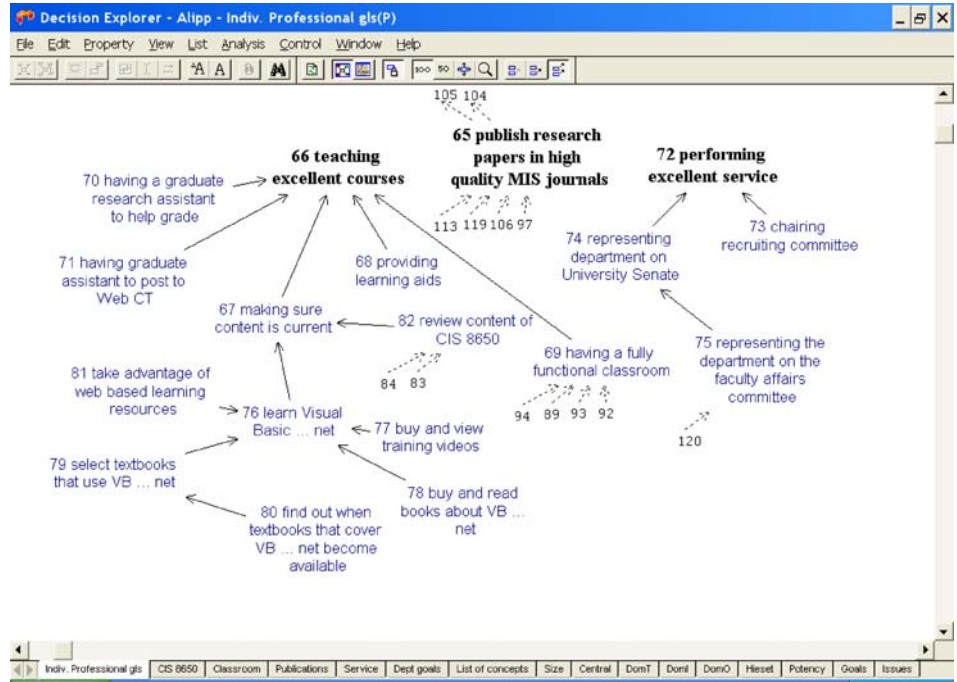 Decision Explorer - Alipp - Indiv. Professional gls(P)
File Edit Property View List Analysis Control Window Help
105 104
65 publish research
papers in high
quality MIS journals
113 119 106 97
66 teaching
excellent courses
72 performing
excellent service
70 having a graduate
research assistant
to help grade
71 having graduate
assistant to post to
Web CT
68 providing
learning aids
74 representing
department on
University Senate
73 chairing
recruiting committee
67 making sure
content is current
82 review content of
CIS 8650
84 83
69 having a fully
functional classroom
94 89 93 92
75 representing the
department on the
faculty affairs
committee
120
81 take advantage of
web based learning
resources
76 learn Visual
Basic ... net
77 buy and view
training videos
79 select textbooks
that use VB ... net
78 buy and read
books about VB ...
net
80 find out when
textbooks that cover
VB ... net become
available
Indiv. Professional gls CIS 8650 Classroom Publications Service Dept goals List of concepts Size Central DomT DomI DomO Hieset Potency Goals Issues